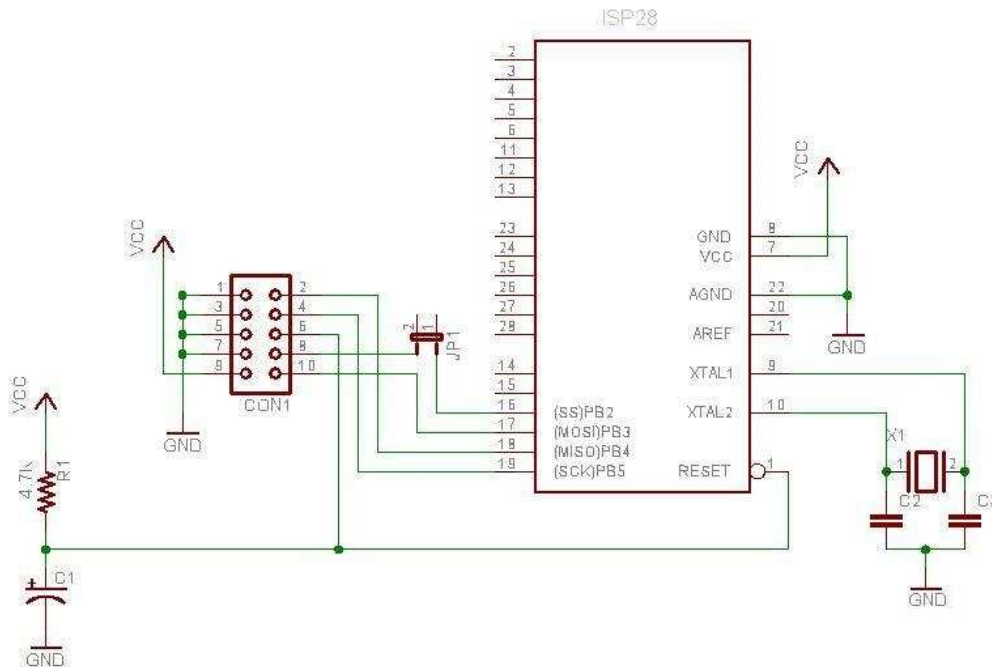 ISP28
2
3
4
5
6
11
12
13
23
24
25
26
27
28
14
15
16 (SS)PB2
17 (MOSI)PB3
18 (MISO)PB4
19 (SCK)PB5
GND 8
VCC 7
AGND 22
20
AREF 21
XTAL1 9
XTAL2 10
RESET 1
VCC
GND
VCC
1 2
3 4
5 6
7 8
9 10
CON1
GND
2 1
JP1
VCC
4.7k
R1
+ C1
GND
X1
1 2
C2
GND